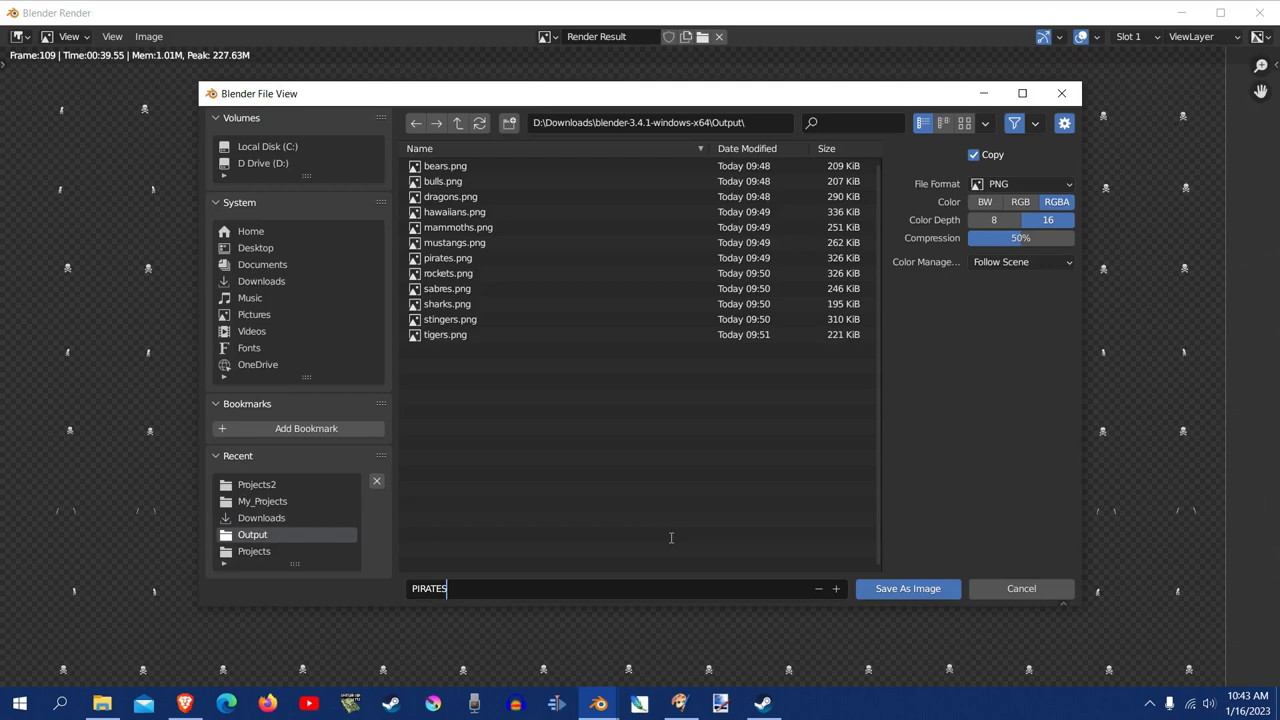 Blender Render
View View Image Render Result Slot 1 ViewLayer
Frame:109 | Time:00:39.55 | Mem:1.01M, Peak: 227.63M
Blender File View
Volumes
Local Disk (C:)
D Drive (D:)
System
Home
Desktop
Documents
Downloads
Music
Pictures
Videos
Fonts
OneDrive
Bookmarks
Add Bookmark
Recent
Projects2
My_Projects
Downloads
Output
Projects
D:\Downloads\blender-3.4.1-windows-x64\Output\
Name Date Modified Size
bears.png Today 09:48 209 KiB
bulls.png Today 09:48 207 KiB
dragons.png Today 09:48 290 KiB
hawaiians.png Today 09:49 336 KiB
mammoths.png Today 09:49 251 KiB
mustangs.png Today 09:49 262 KiB
pirates.png Today 09:49 326 KiB
rockets.png Today 09:50 326 KiB
sabres.png Today 09:50 246 KiB
sharks.png Today 09:50 195 KiB
stingers.png Today 09:50 310 KiB
tigers.png Today 09:51 221 KiB
Copy
File Format PNG
Color BW RGB RGBA
Color Depth 8 16
Compression 50%
Color Manage... Follow Scene
PIRATES
Save As Image Cancel
10:43 AM
1/16/2023